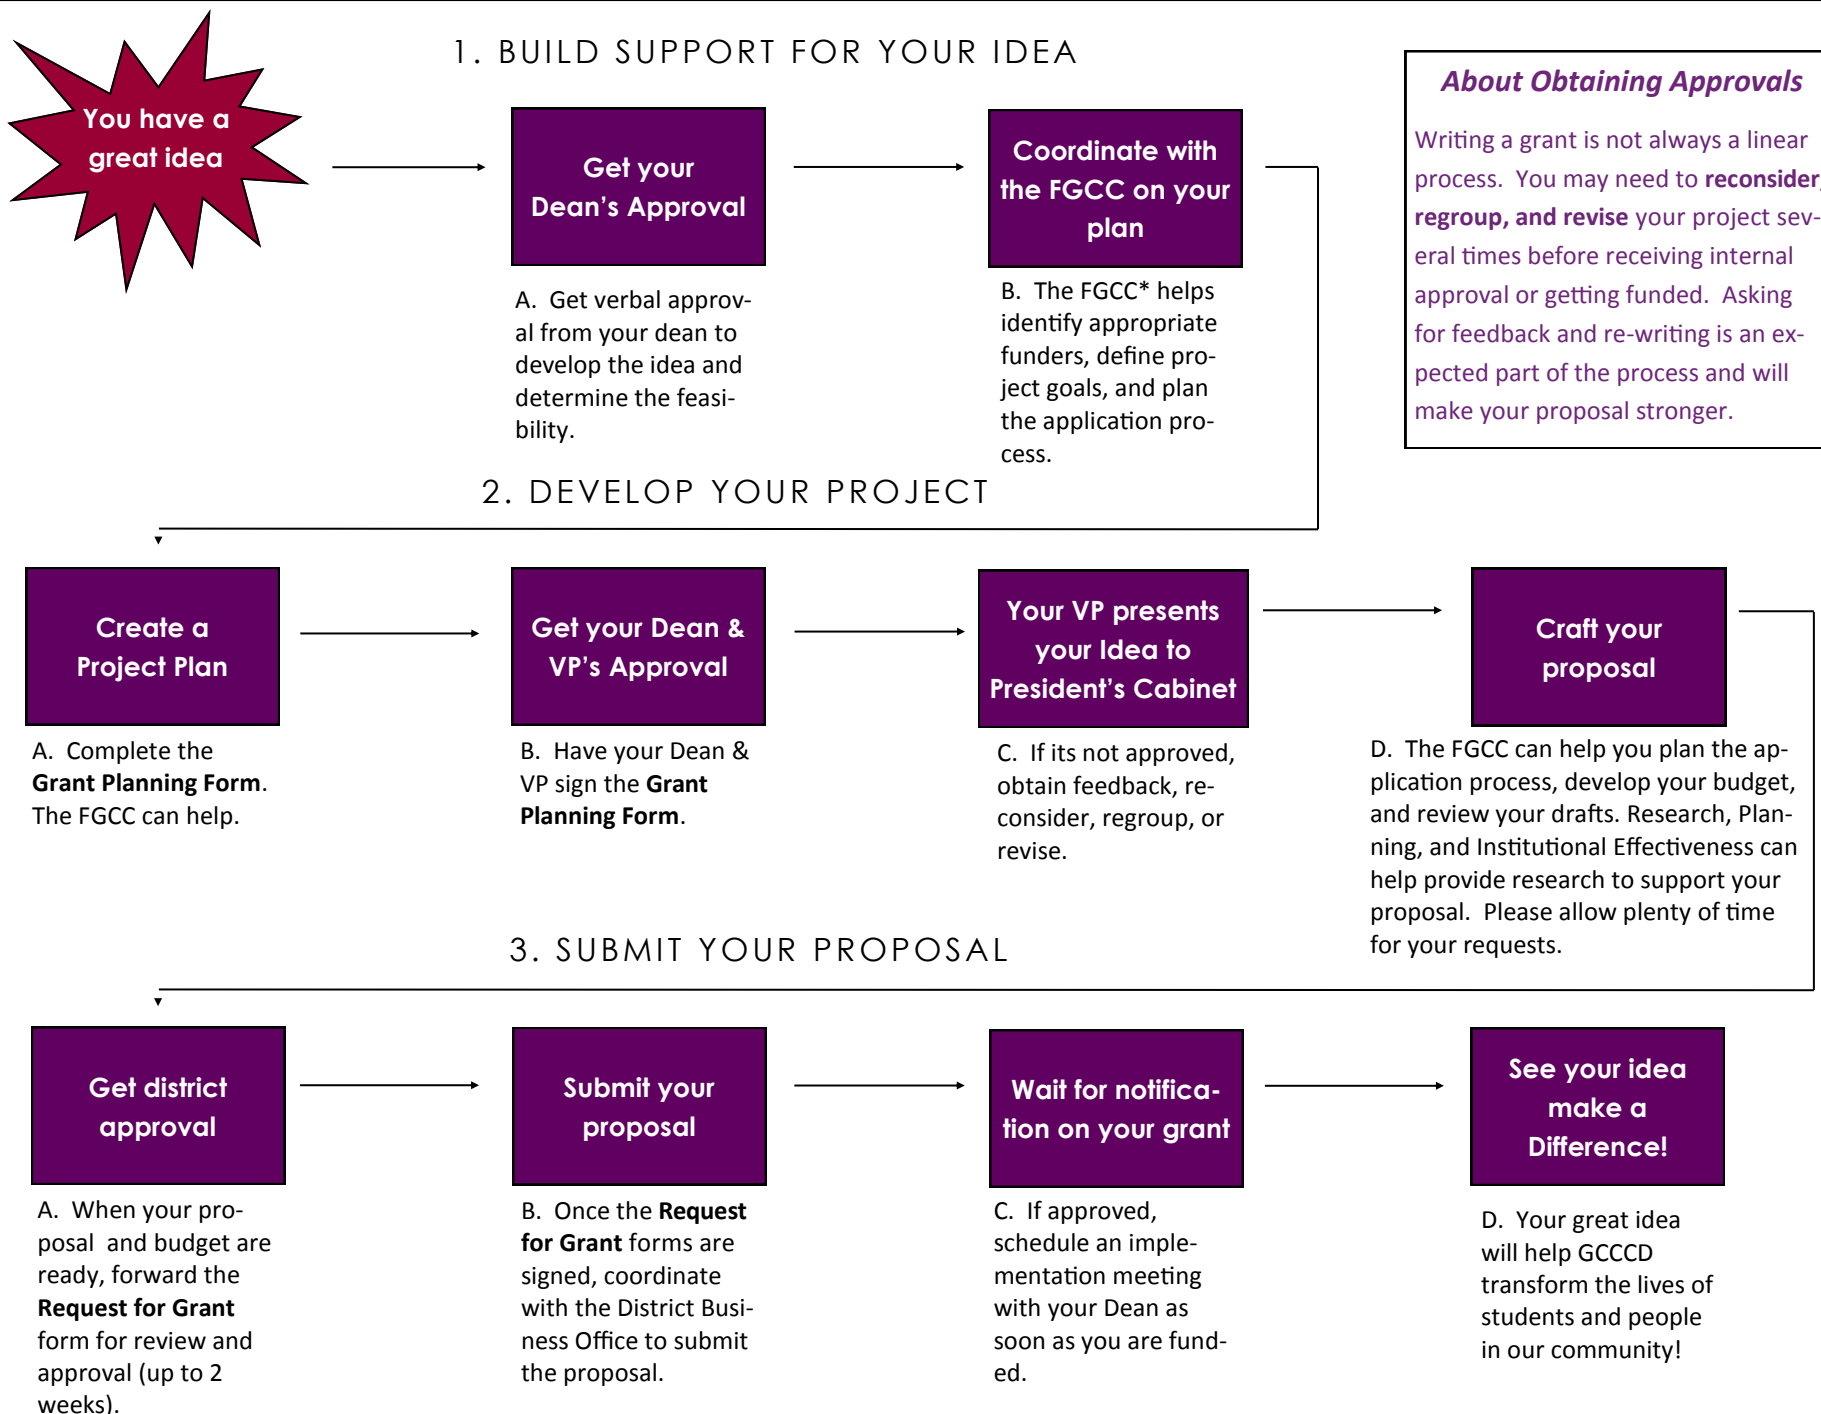 You have a
great idea
1. BUILD SUPPORT FOR YOUR IDEA
Get your
Dean’s Approval
A. Get verbal approv-
al from your dean to
develop the idea and
determine the feasi-
bility.
Coordinate with
the FGCC on your
plan
B. The FGCC* helps
identify appropriate
funders, define pro-
ject goals, and plan
the application pro-
cess.
About Obtaining Approvals
Writing a grant is not always a linear
process. You may need to reconsider,
regroup, and revise your project sev-
eral times before receiving internal
approval or getting funded. Asking
for feedback and re-writing is an ex-
pected part of the process and will
make your proposal stronger.
2. DEVELOP YOUR PROJECT
Create a
Project Plan
A. Complete the
Grant Planning Form.
The FGCC can help.
Get your Dean &
VP’s Approval
B. Have your Dean &
VP sign the Grant
Planning Form.
Your VP presents
your Idea to
President’s Cabinet
C. If its not approved,
obtain feedback, re-
consider, regroup, or
revise.
Craft your
proposal
D. The FGCC can help you plan the ap-
plication process, develop your budget,
and review your drafts. Research, Plan-
ning, and Institutional Effectiveness can
help provide research to support your
proposal. Please allow plenty of time
for your requests.
3. SUBMIT YOUR PROPOSAL
Get district
approval
A. When your pro-
posal and budget are
ready, forward the
Request for Grant
form for review and
approval (up to 2
weeks).
Submit your
proposal
B. Once the Request
for Grant forms are
signed, coordinate
with the District Busi-
ness Office to submit
the proposal.
Wait for notifica-
tion on your grant
C. If approved,
schedule an imple-
mentation meeting
with your Dean as
soon as you are fund-
ed.
See your idea
make a
Difference!
D. Your great idea
will help GCCCD
transform the lives of
students and people
in our community!